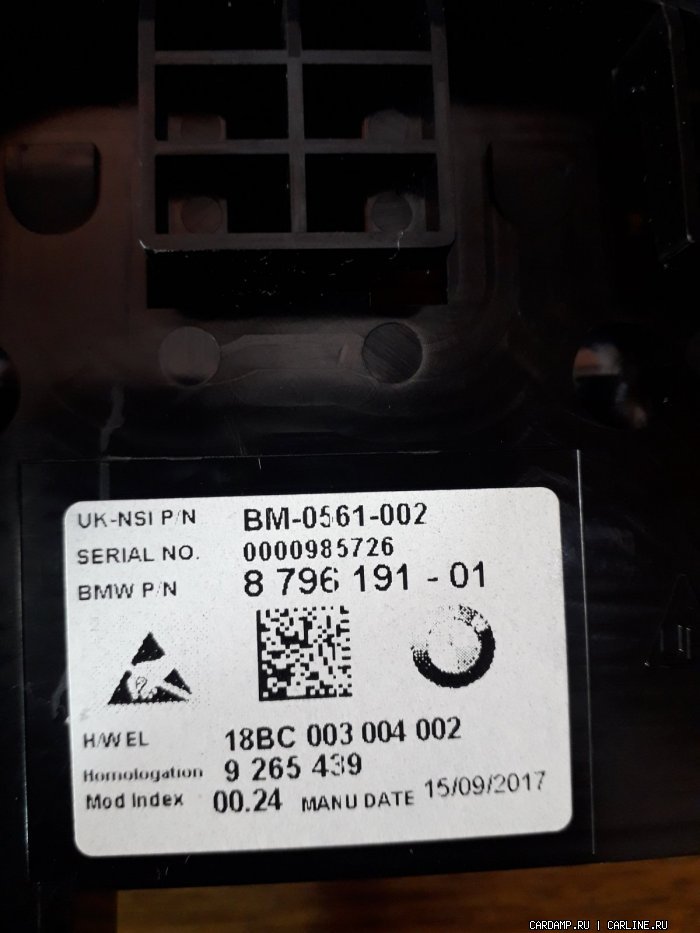 UK-NSI P/N BM-0561-002
SERIAL NO. 0000985726
BMW P/N 8 796 191 - 01
H/W EL 18BC 003 004 002
Homologation 9 265 439
Mod Index 00.24 MANU DATE 15/09/2017
CARDAMP.RU | CARLINE.RU